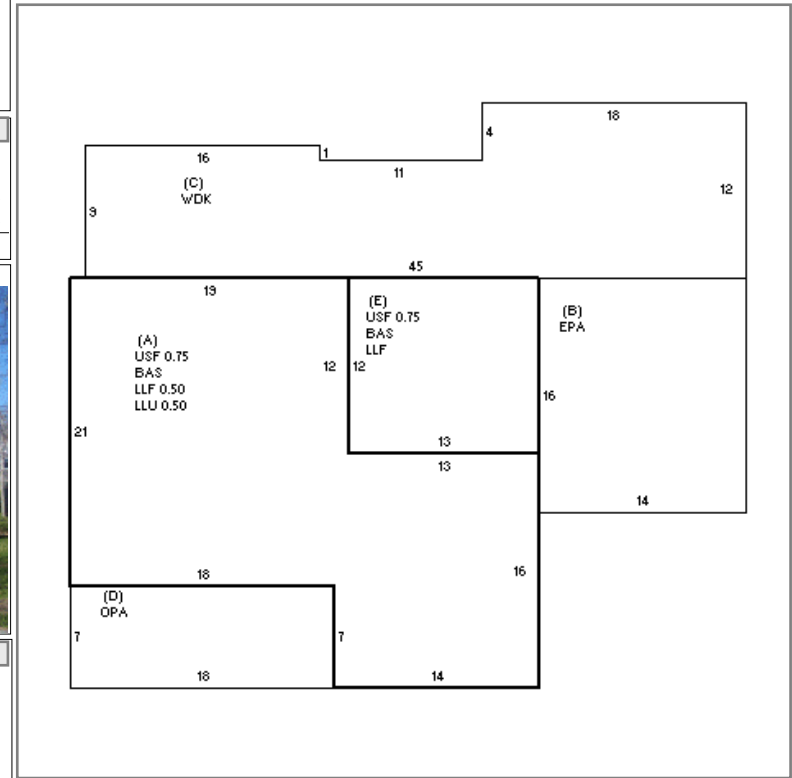 18
4
16
1
11
12
(C)
WDK
9
45
19
(E)
USF 0.75
BAS
LLF
(B)
EPA
(A)
USF 0.75
BAS
LLF 0.50
LLU 0.50
12
12
16
21
13
13
14
18
16
(D)
OPA
7
7
18
14